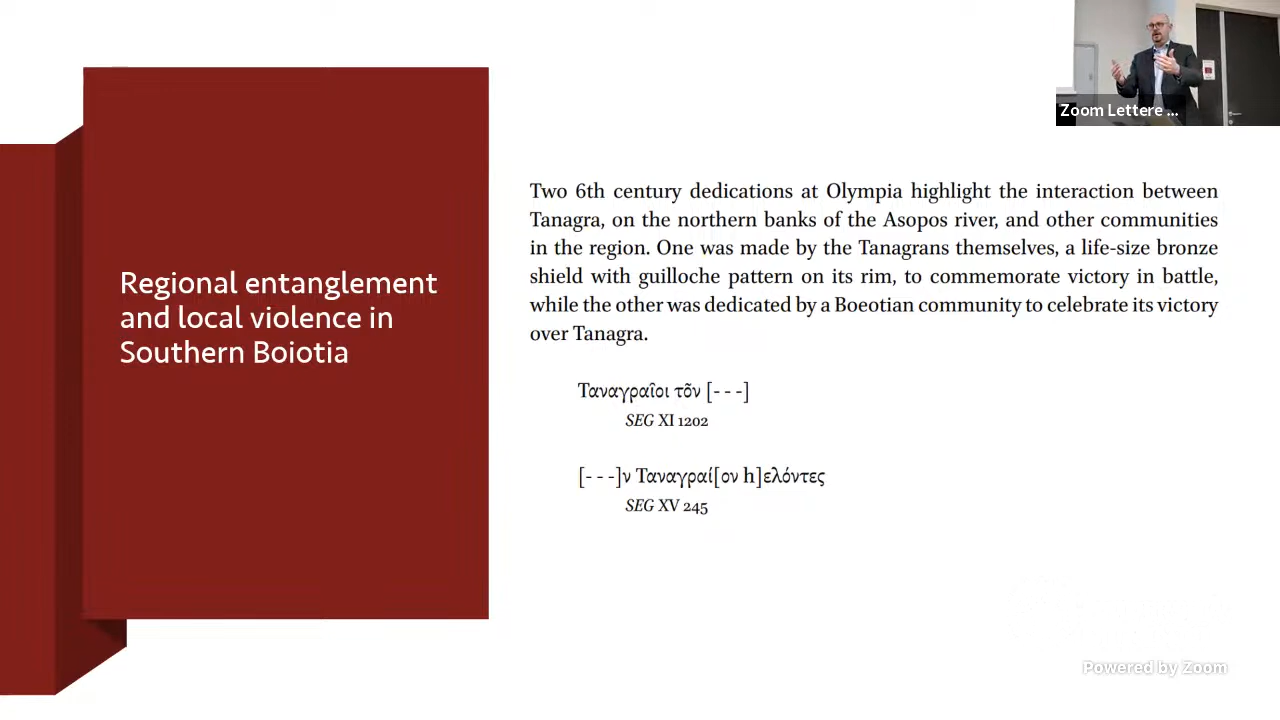 Zoom Lettere ...
Regional entanglement
and local violence in
Southern Boiotia
Two 6th century dedications at Olympia highlight the interaction between
Tanagra, on the northern banks of the Asopos river, and other communities
in the region. One was made by the Tanagrans themselves, a life-size bronze
shield with guilloche pattern on its rim, to commemorate victory in battle,
while the other was dedicated by a Boeotian community to celebrate its victory
over Tanagra.
Ταναγραῖοι το͂ν [- - -]
SEG XI 1202
[- - -]ν Ταναγραί[ον h]ελόντες
SEG XV 245
Powered by Zoom